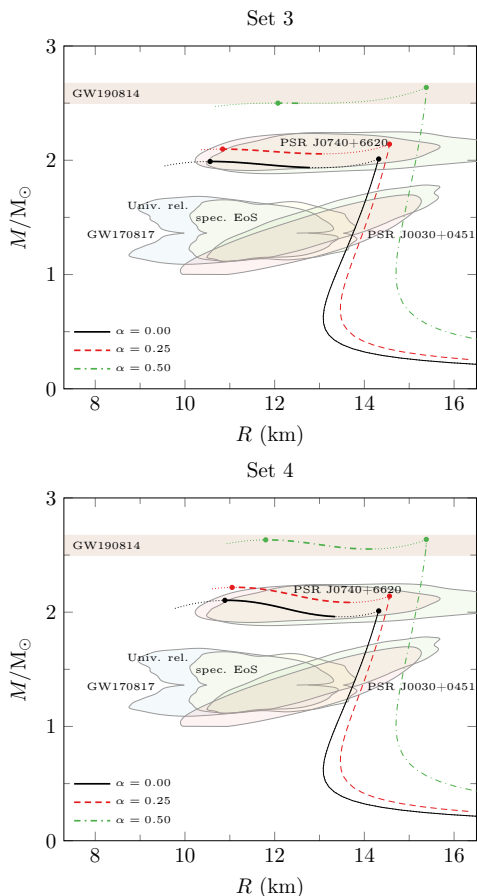 Set 3
3
GW190814
PSR J0740+6620
2
Univ. rel.
spec. EoS
GW170817
PSR J0030+0451
1
α = 0.00
α = 0.25
α = 0.50
0
M/M⊙
8 10 12 14 16
R (km)
Set 4
3
GW190814
PSR J0740+6620
2
Univ. rel.
spec. EoS
GW170817
PSR J0030+0451
1
α = 0.00
α = 0.25
α = 0.50
0
M/M⊙
8 10 12 14 16
R (km)